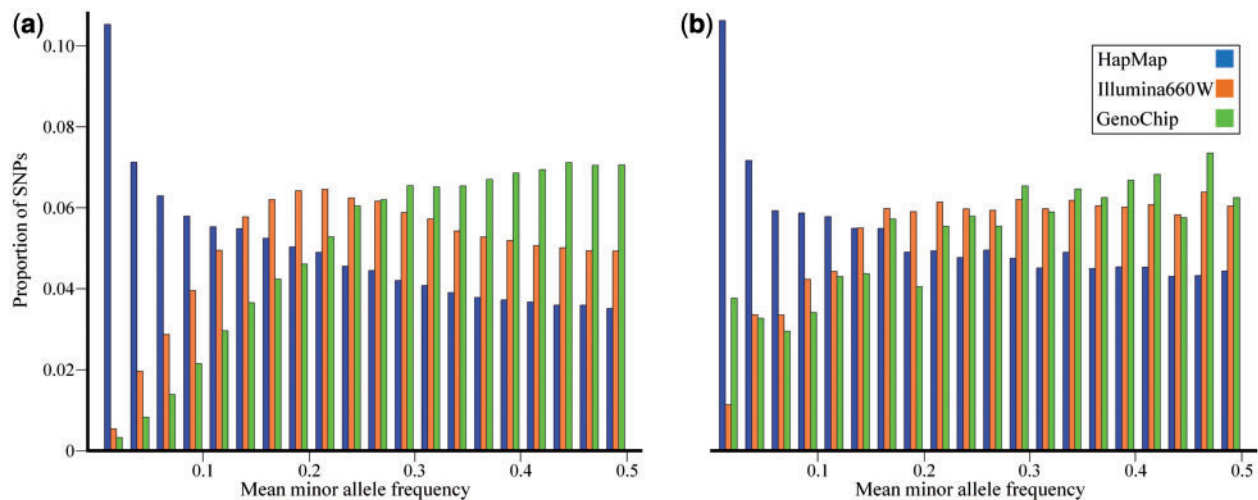 (a)
(b)
Proportion of SNPs
0.10
0.08
0.06
0.04
0.02
0
0.1
0.2
0.3
0.4
0.5
Mean minor allele frequency
HapMap
Illumina660W
GenoChip
0.1
0.2
0.3
0.4
0.5
Mean minor allele frequency